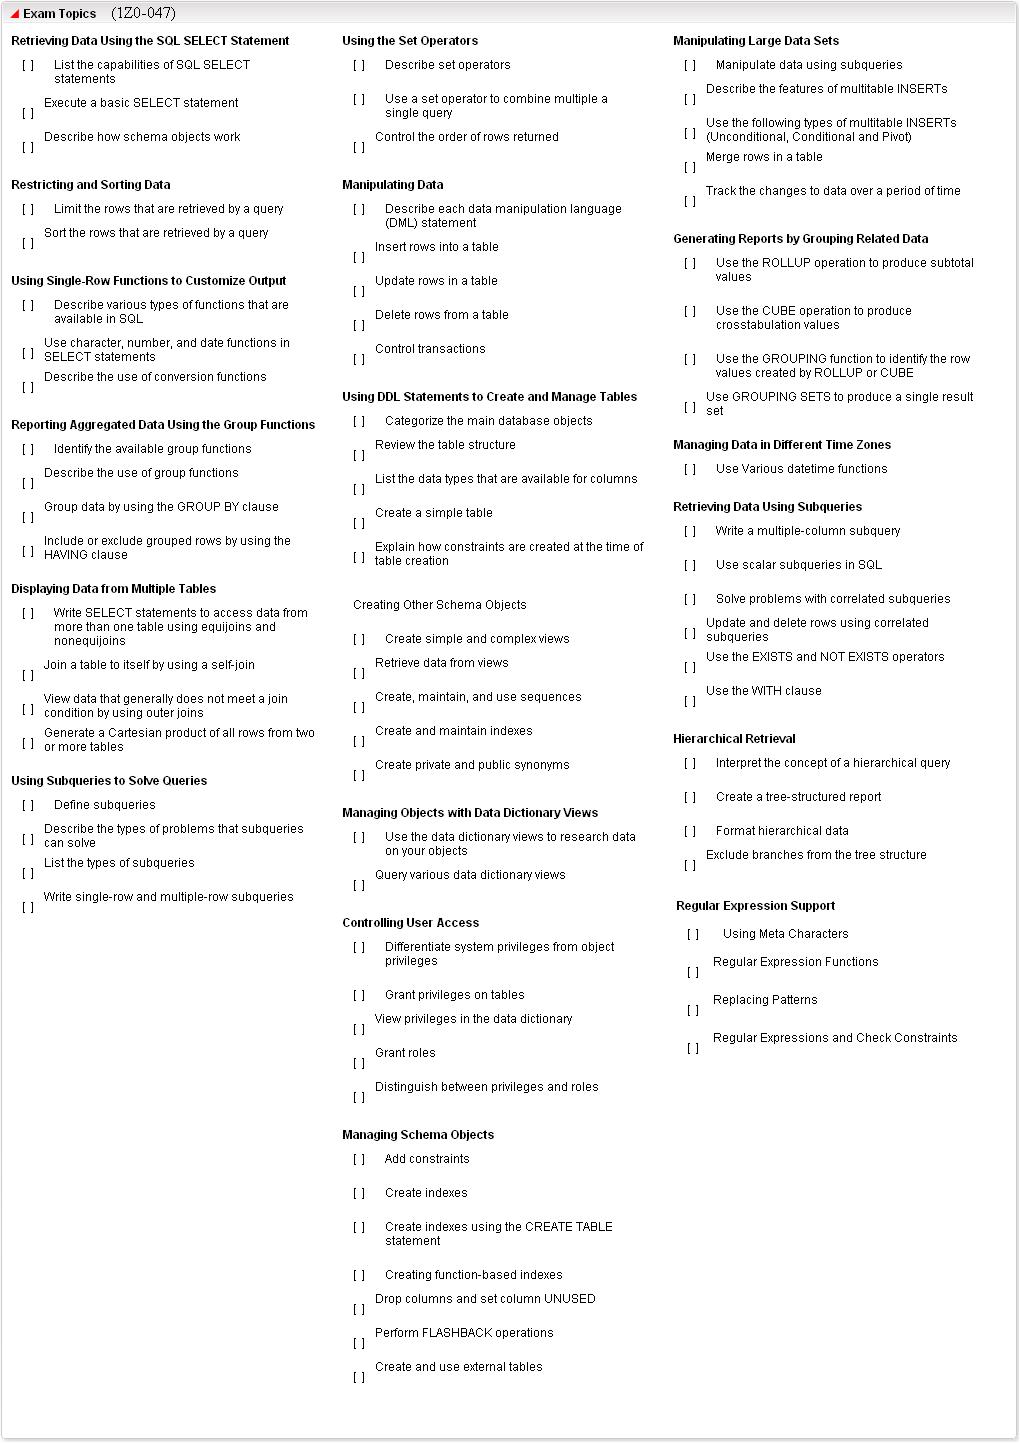 Exam Topics (1Z0-047)
Retrieving Data Using the SQL SELECT Statement
[ ] List the capabilities of SQL SELECT
statements
[ ] Execute a basic SELECT statement
[ ] Describe how schema objects work
Restricting and Sorting Data
[ ] Limit the rows that are retrieved by a query
[ ] Sort the rows that are retrieved by a query
Using Single-Row Functions to Customize Output
[ ] Describe various types of functions that are
available in SQL
[ ] Use character, number, and date functions in
SELECT statements
[ ] Describe the use of conversion functions
Reporting Aggregated Data Using the Group Functions
[ ] Identify the available group functions
[ ] Describe the use of group functions
[ ] Group data by using the GROUP BY clause
[ ] Include or exclude grouped rows by using the
HAVING clause
Displaying Data from Multiple Tables
[ ] Write SELECT statements to access data from
more than one table using equijoins and
nonequijoins
[ ] Join a table to itself by using a self-join
[ ] View data that generally does not meet a join
condition by using outer joins
[ ] Generate a Cartesian product of all rows from two
or more tables
Using Subqueries to Solve Queries
[ ] Define subqueries
[ ] Describe the types of problems that subqueries
can solve
[ ] List the types of subqueries
[ ] Write single-row and multiple-row subqueries
Using the Set Operators
[ ] Describe set operators
[ ] Use a set operator to combine multiple a
single query
[ ] Control the order of rows returned
Manipulating Data
[ ] Describe each data manipulation language
(DML) statement
[ ] Insert rows into a table
[ ] Update rows in a table
[ ] Delete rows from a table
[ ] Control transactions
Using DDL Statements to Create and Manage Tables
[ ] Categorize the main database objects
[ ] Review the table structure
[ ] List the data types that are available for columns
[ ] Create a simple table
[ ] Explain how constraints are created at the time of
table creation
Creating Other Schema Objects
[ ] Create simple and complex views
[ ] Retrieve data from views
[ ] Create, maintain, and use sequences
[ ] Create and maintain indexes
[ ] Create private and public synonyms
Managing Objects with Data Dictionary Views
[ ] Use the data dictionary views to research data
on your objects
[ ] Query various data dictionary views
Controlling User Access
[ ] Differentiate system privileges from object
privileges
[ ] Grant privileges on tables
[ ] View privileges in the data dictionary
[ ] Grant roles
[ ] Distinguish between privileges and roles
Managing Schema Objects
[ ] Add constraints
[ ] Create indexes
[ ] Create indexes using the CREATE TABLE
statement
[ ] Creating function-based indexes
[ ] Drop columns and set column UNUSED
[ ] Perform FLASHBACK operations
[ ] Create and use external tables
Manipulating Large Data Sets
[ ] Manipulate data using subqueries
[ ] Describe the features of multitable INSERTs
[ ] Use the following types of multitable INSERTs
(Unconditional, Conditional and Pivot)
[ ] Merge rows in a table
[ ] Track the changes to data over a period of time
Generating Reports by Grouping Related Data
[ ] Use the ROLLUP operation to produce subtotal
values
[ ] Use the CUBE operation to produce
crosstabulation values
[ ] Use the GROUPING function to identify the row
values created by ROLLUP or CUBE
[ ] Use GROUPING SETS to produce a single result
set
Managing Data in Different Time Zones
[ ] Use Various datetime functions
Retrieving Data Using Subqueries
[ ] Write a multiple-column subquery
[ ] Use scalar subqueries in SQL
[ ] Solve problems with correlated subqueries
[ ] Update and delete rows using correlated
subqueries
[ ] Use the EXISTS and NOT EXISTS operators
[ ] Use the WITH clause
Hierarchical Retrieval
[ ] Interpret the concept of a hierarchical query
[ ] Create a tree-structured report
[ ] Format hierarchical data
[ ] Exclude branches from the tree structure
Regular Expression Support
[ ] Using Meta Characters
[ ] Regular Expression Functions
[ ] Replacing Patterns
[ ] Regular Expressions and Check Constraints